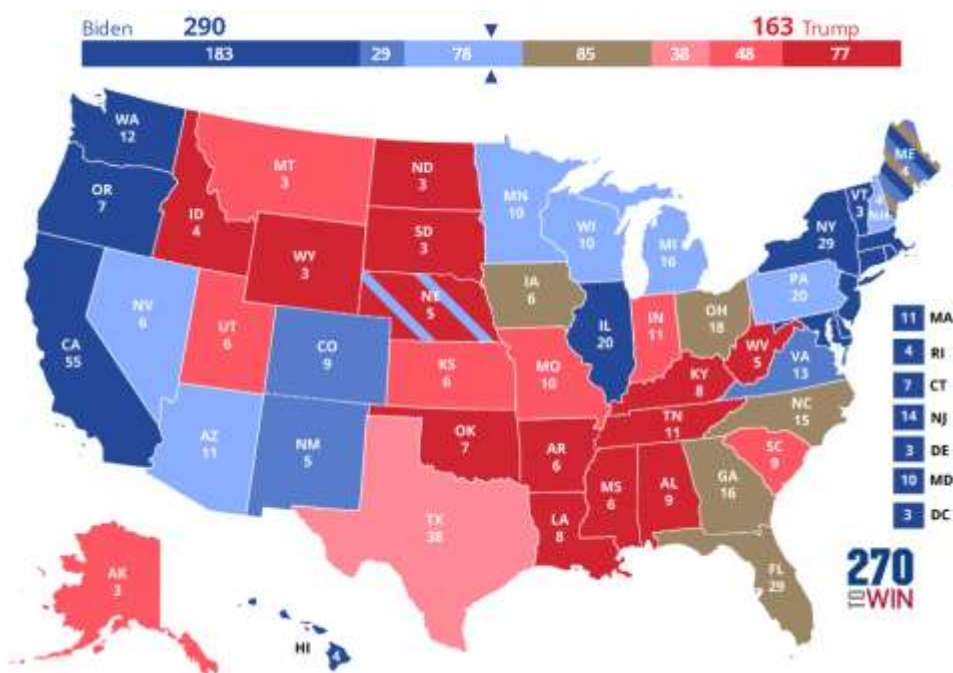 Biden 290
163 Trump
183 29 78 85 38 48 77
WA
12
OR
7
CA
55
NV
6
ID
4
MT
3
WY
3
UT
6
AZ
11
CO
9
NM
5
ND
3
SD
3
NE
5
KS
6
OK
7
TX
38
MN
10
IA
6
MO
10
AR
6
LA
8
WI
10
IL
20
MI
16
IN
11
OH
18
KY
8
TN
11
MS
6
AL
9
GA
16
FL
29
SC
9
NC
15
VA
13
WV
5
PA
20
NY
29
VT
3
4
NH
ME
4
11 MA
4 RI
7 CT
14 NJ
3 DE
10 MD
3 DC
AK
3
HI
4
270
TO WIN